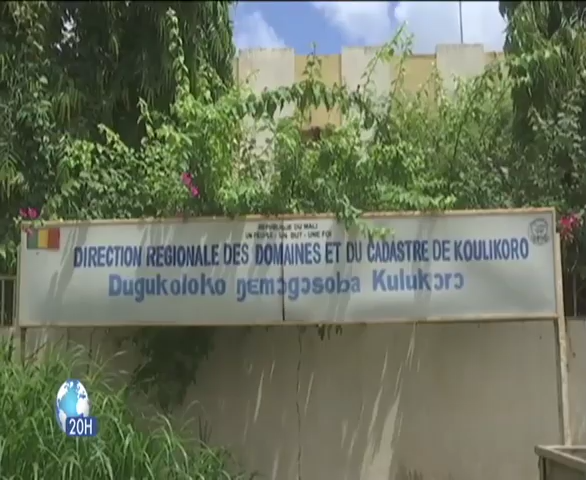 REPUBLIQUE DU MALI
UN PEUPLE - UN BUT - UNE FOI
DIRECTION REGIONALE DES DOMAINES ET DU CADASTRE DE KOULIKORO
Dugukoloko ŋɛmɔgɔsoba Kulukɔrɔ
20H